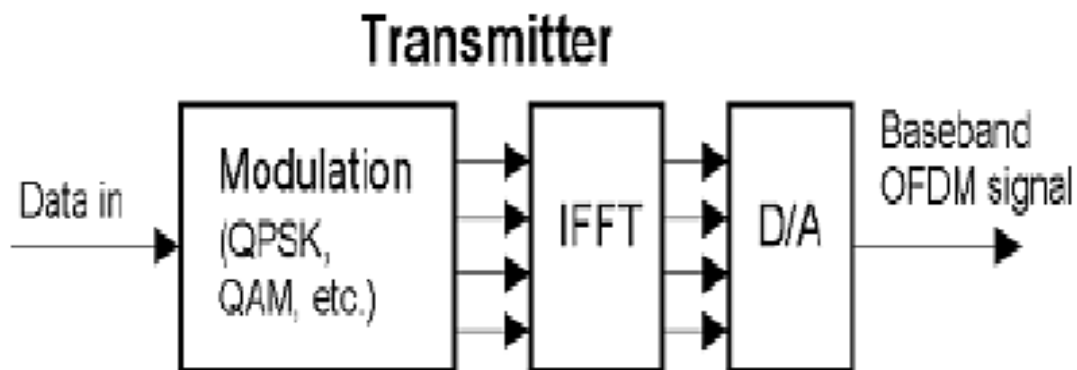 Transmitter
Data in
Modulation
(QPSK,
QAM, etc.)
IFFT
D/A
Baseband
OFDM signal